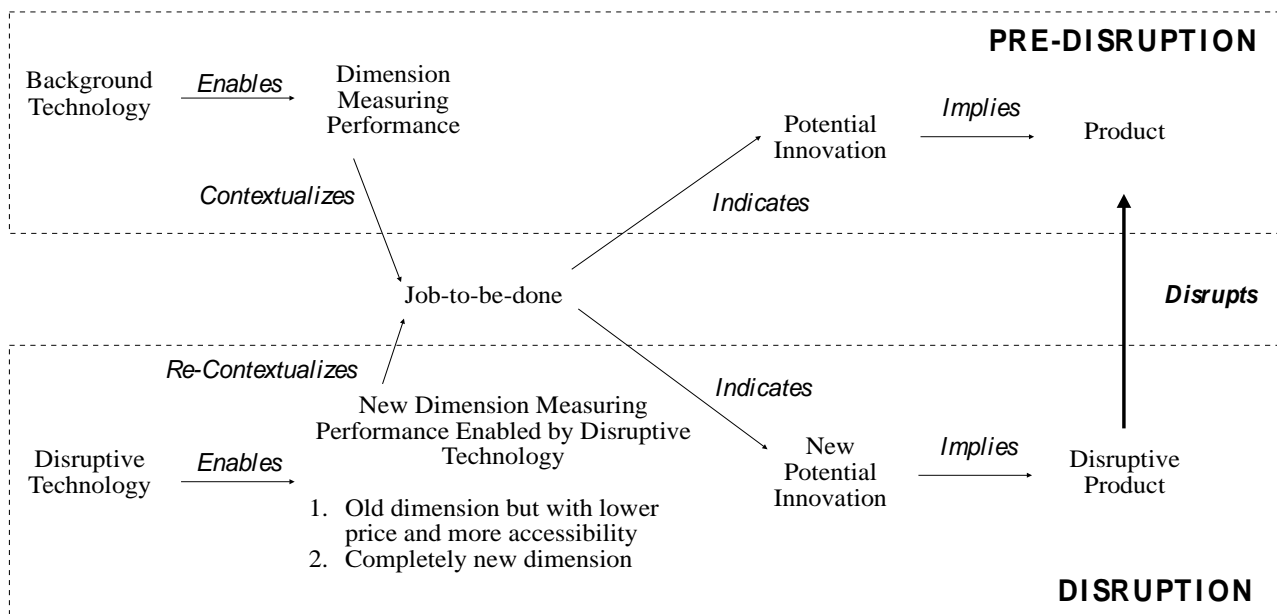 PRE-DISRUPTION
Background
Technology
Enables
Dimension
Measuring
Performance
Potential
Innovation
Implies
Product
Contextualizes
Indicates
Job-to-be-done
Disrupts
Re-Contextualizes
Indicates
New Dimension Measuring
Performance Enabled by Disruptive
Technology
Disruptive
Technology
Enables
1. Old dimension but with lower
price and more accessibility
2. Completely new dimension
New
Potential
Innovation
Implies
Disruptive
Product
DISRUPTION